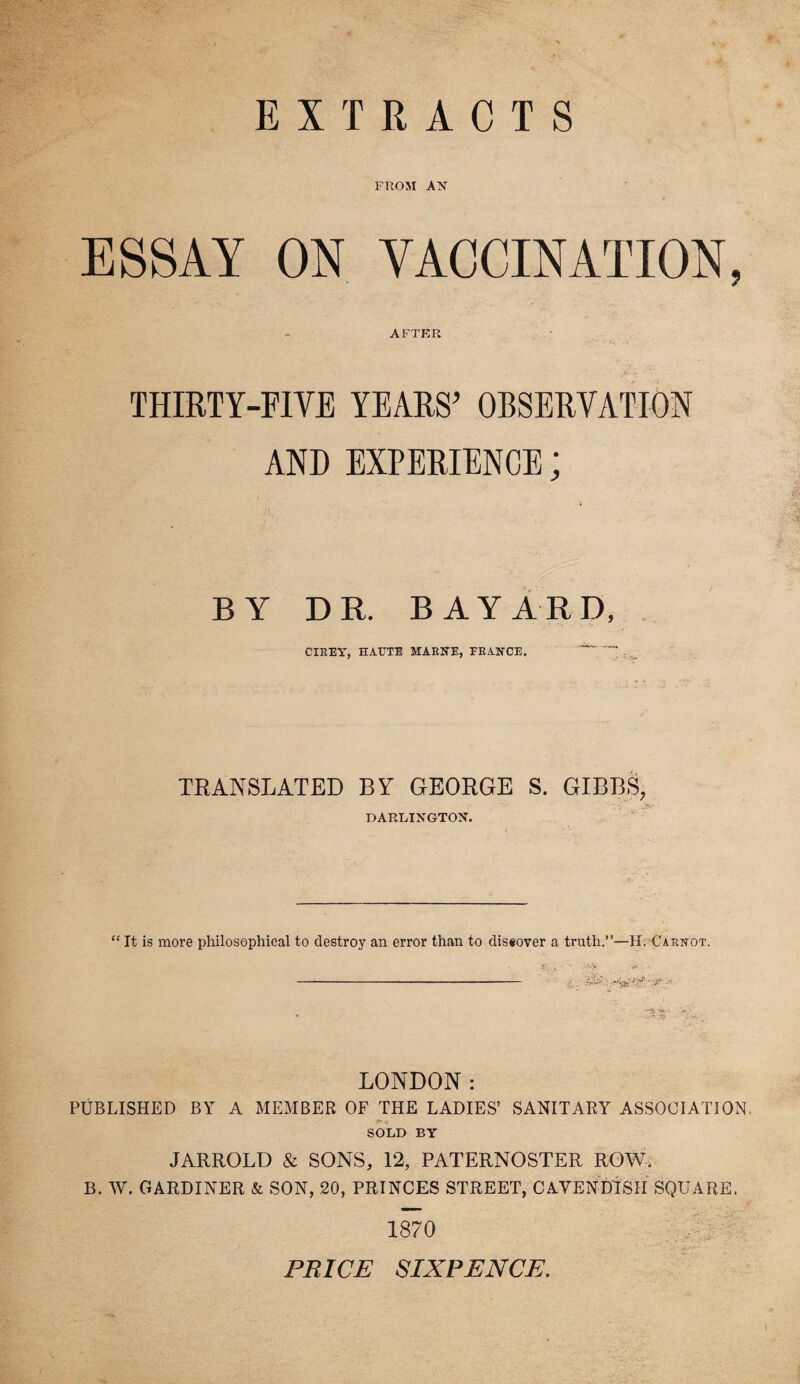 EXTRACTS
FROM AN
ESSAY ON VACCINATION,
AFTER
THIRTY-FIVE YEARS' OBSERVATION
AND EXPERIENCE;
BY DR. BAYARD,
CIREY, HAUTE MARNE, FRANCE.
TRANSLATED BY GEORGE S. GIBBS,
DARLINGTON.
“It is more philosophical to destroy an error than to discover a truth.”—H. CARNOT.
LONDON:
PUBLISHED BY A MEMBER OF THE LADIES' SANITARY ASSOCIATION
SOLD BY
JARROLD & SONS, 12, PATERNOSTER ROW.
B. W. GARDINER & SON, 20, PRINCES STREET, CAVENDISH SQUARE.
1870
PRICE SIXPENCE.